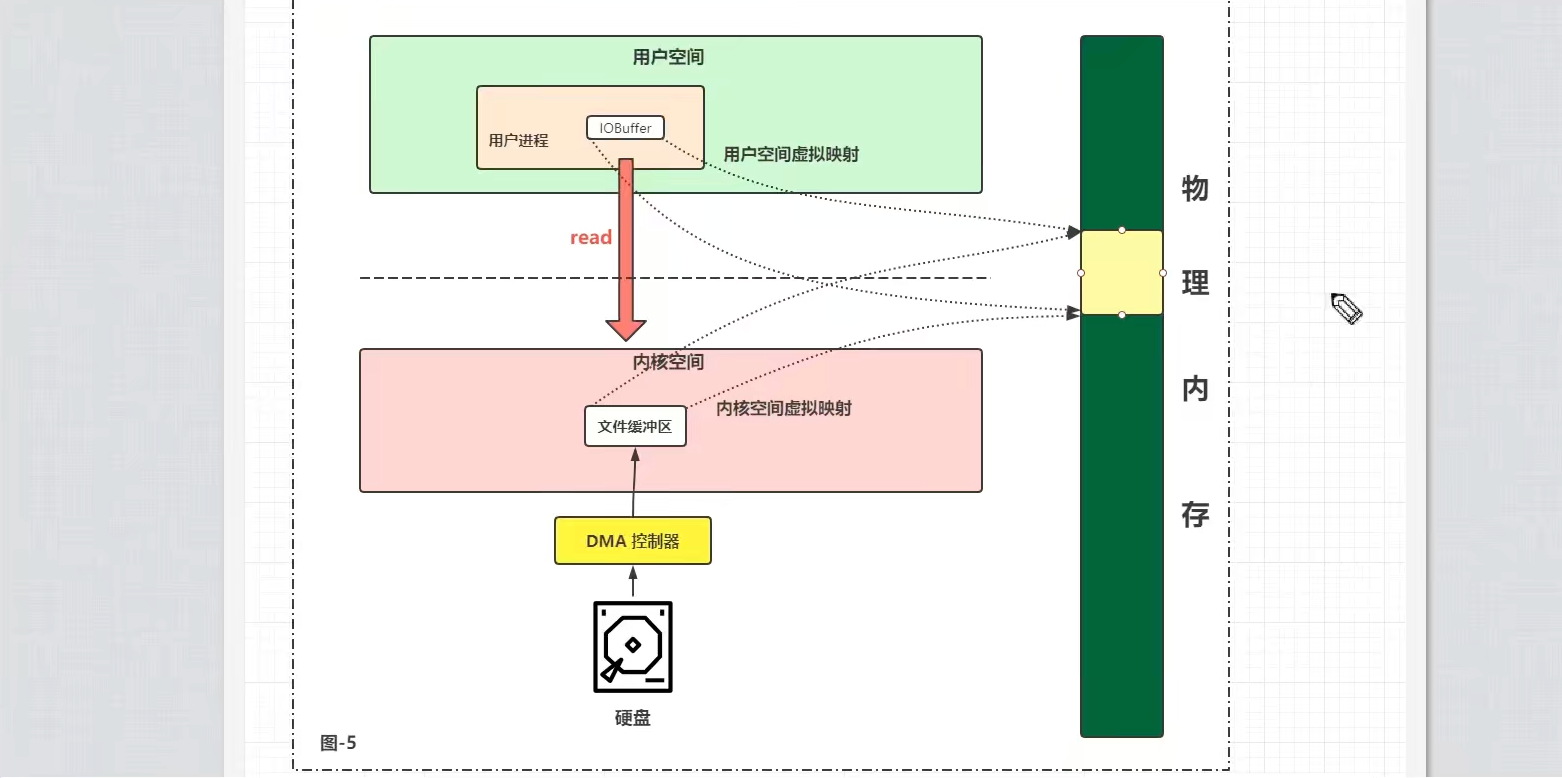 用户空间
IOBuffer
用户进程
用户空间虚拟映射
read
内核空间
内核空间虚拟映射
文件缓冲区
DMA 控制器
硬盘
图-5
物
理
内
存